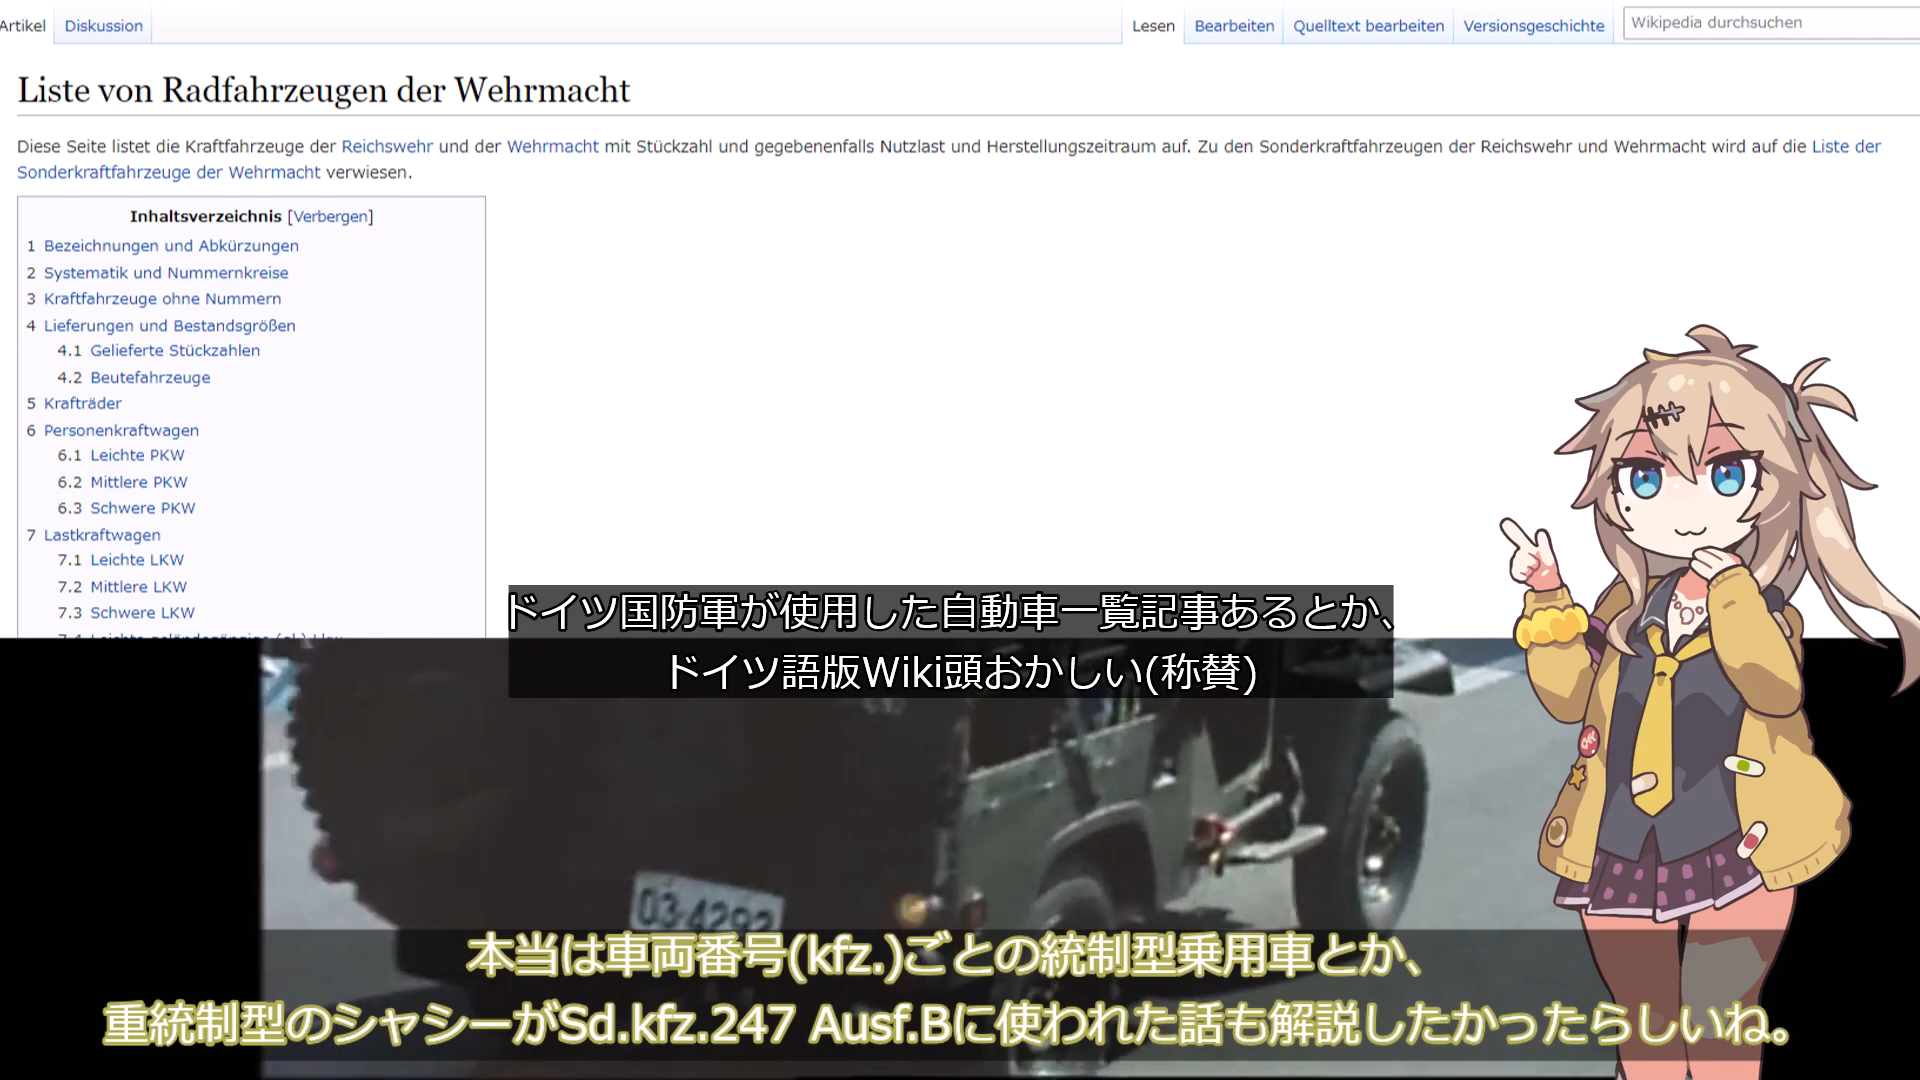 Artikel
Diskussion
Lesen
Bearbeiten
Quelltext bearbeiten
Versionsgeschichte
Wikipedia durchsuchen
Liste von Radfahrzeugen der Wehrmacht
Diese Seite listet die Kraftfahrzeuge der Reichswehr und der Wehrmacht mit Stückzahl und gegebenenfalls Nutzlast und Herstellungszeitraum auf. Zu den Sonderkraftfahrzeugen der Reichswehr und Wehrmacht wird auf die Liste der
Sonderkraftfahrzeuge der Wehrmacht verwiesen.
Inhaltsverzeichnis [Verbergen]
1 Bezeichnungen und Abkürzungen
2 Systematik und Nummernkreise
3 Kraftfahrzeuge ohne Nummern
4 Lieferungen und Bestandsgrößen
4.1 Gelieferte Stückzahlen
4.2 Beutefahrzeuge
5 Krafträder
6 Personenkraftwagen
6.1 Leichte PKW
6.2 Mittlere PKW
6.3 Schwere PKW
7 Lastkraftwagen
7.1 Leichte LKW
7.2 Mittlere LKW
7.3 Schwere LKW
ドイツ国防軍が使用した自動車一覧記事あるとか、
ドイツ語版Wiki頭おかしい(称賛)
03-4292
本当は車両番号(kfz.)ごとの統制型乗用車とか、
重統制型のシャシーがSd.kfz.247 Ausf.Bに使われた話も解説したかったらしいね。